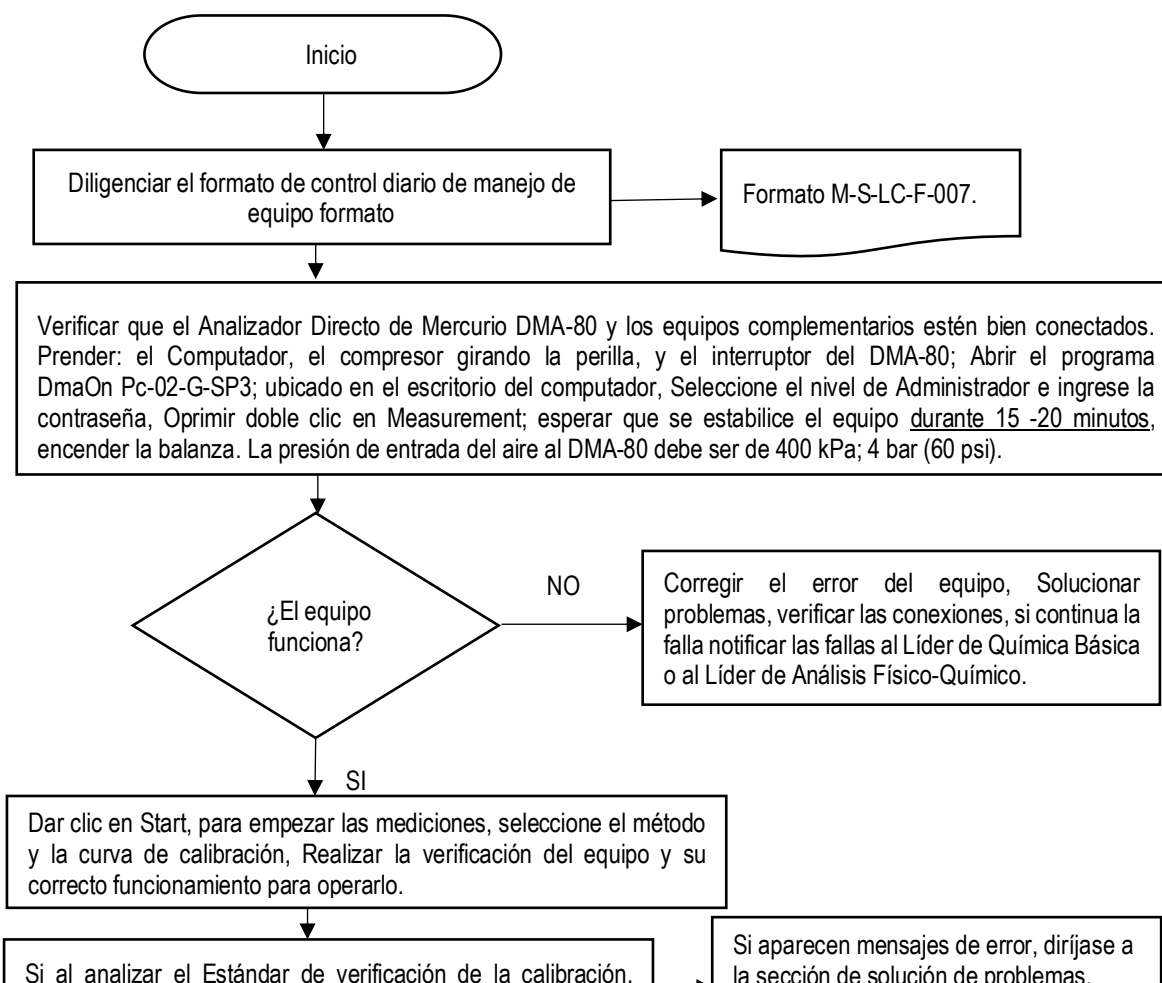 Inicio
Diligenciar el formato de control diario de manejo de
equipo formato
Formato M-S-LC-F-007.
Verificar que el Analizador Directo de Mercurio DMA-80 y los equipos complementarios estén bien conectados.
Prender: el Computador, el compresor girando la perilla, y el interruptor del DMA-80; Abrir el programa
DmaOn Pc-02-G-SP3; ubicado en el escritorio del computador, Seleccione el nivel de Administrador e ingrese la
contraseña, Oprimir doble clic en Measurement; esperar que se estabilice el equipo durante 15 -20 minutos,
encender la balanza. La presión de entrada del aire al DMA-80 debe ser de 400 kPa; 4 bar (60 psi).
¿El equipo
funciona?
NO
Corregir el error del equipo, Solucionar
problemas, verificar las conexiones, si continua la
falla notificar las fallas al Líder de Química Básica
o al Líder de Análisis Físico-Químico.
SI
Dar clic en Start, para empezar las mediciones, seleccione el método
y la curva de calibración, Realizar la verificación del equipo y su
correcto funcionamiento para operarlo.
Si al analizar el Estándar de verificación de la calibración,
Si aparecen mensajes de error, diríjase a
la sección de solución de problemas.